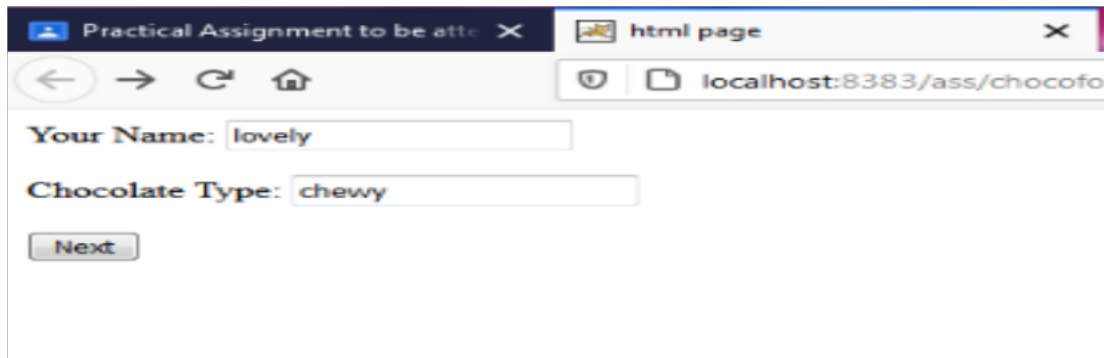 Practical Assignment to be atte
html page
localhost:8383/ass/chocofo
Your Name: lovely
Chocolate Type: chewy
Next